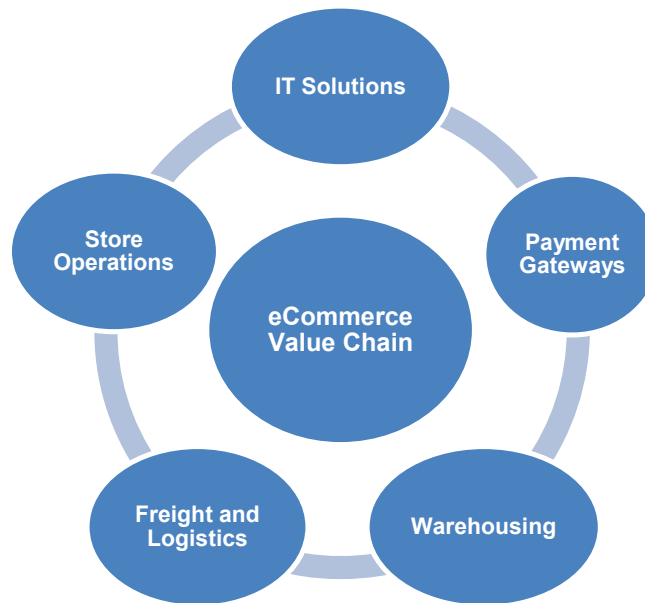 IT Solutions
Store
Operations
Payment
Gateways
eCommerce
Value Chain
Freight and
Logistics
Warehousing